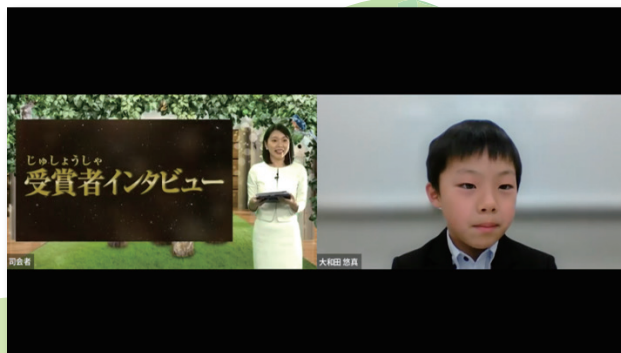 じゅしょうしゃ
受賞者インタビュー
司会者
大和田 悠真